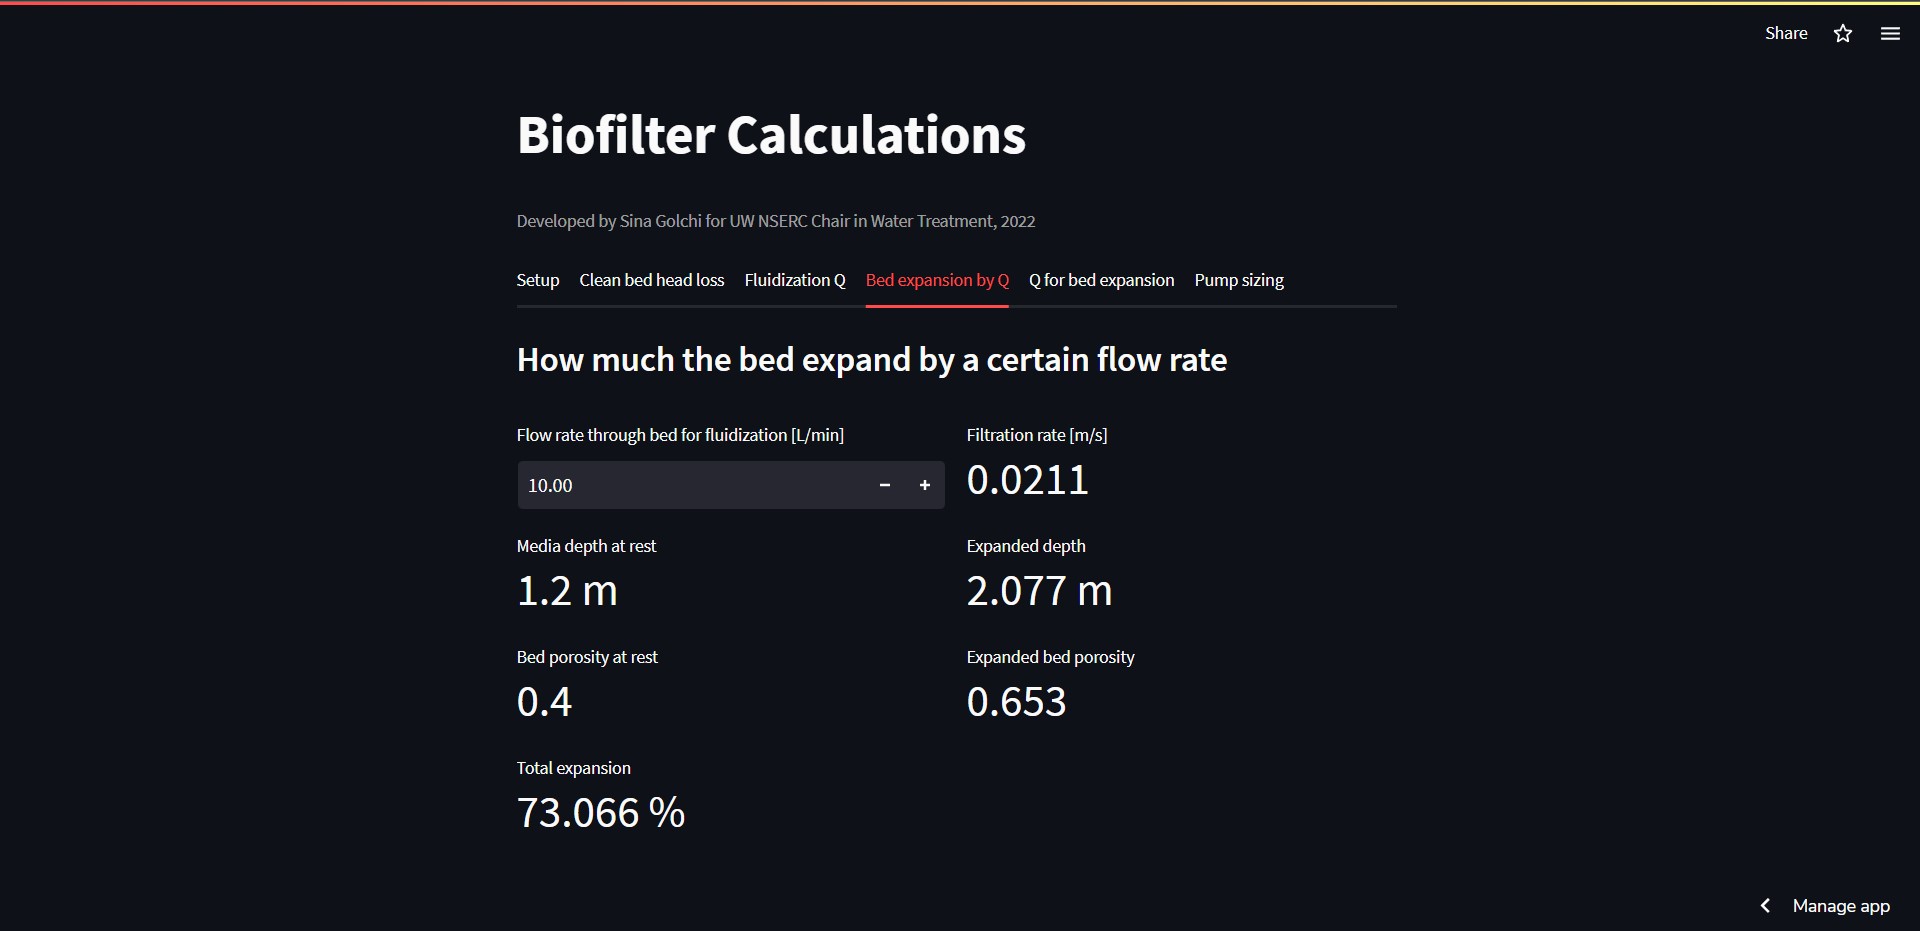 Share
Biofilter Calculations
Developed by Sina Golchi for UW NSERC Chair in Water Treatment, 2022
Setup Clean bed head loss Fluidization Q Bed expansion by Q Q for bed expansion Pump sizing
How much the bed expand by a certain flow rate
Flow rate through bed for fluidization [L/min]
10.00
Filtration rate [m/s]
0.0211
Media depth at rest
1.2 m
Expanded depth
2.077 m
Bed porosity at rest
0.4
Expanded bed porosity
0.653
Total expansion
73.066 %
Manage app